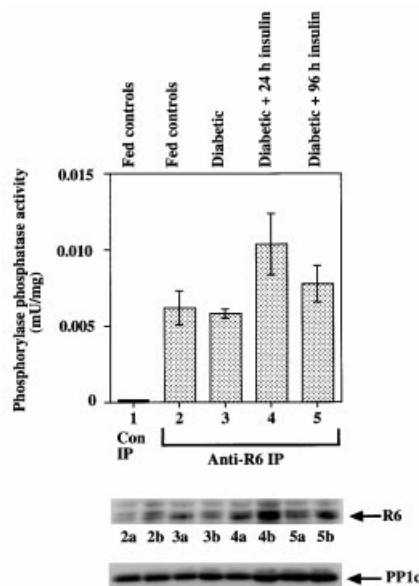 Fed controls
Fed controls
Diabetic
Diabetic + 24 h insulin
Diabetic + 96 h insulin
Phosphorylase phosphatase activity
(mU/mg)
0.015
0.010
0.005
0
1 2 3 4 5
Con
IP
Anti-R6 IP
R6
2a 2b 3a 3b 4a 4b 5a 5b
PP1c